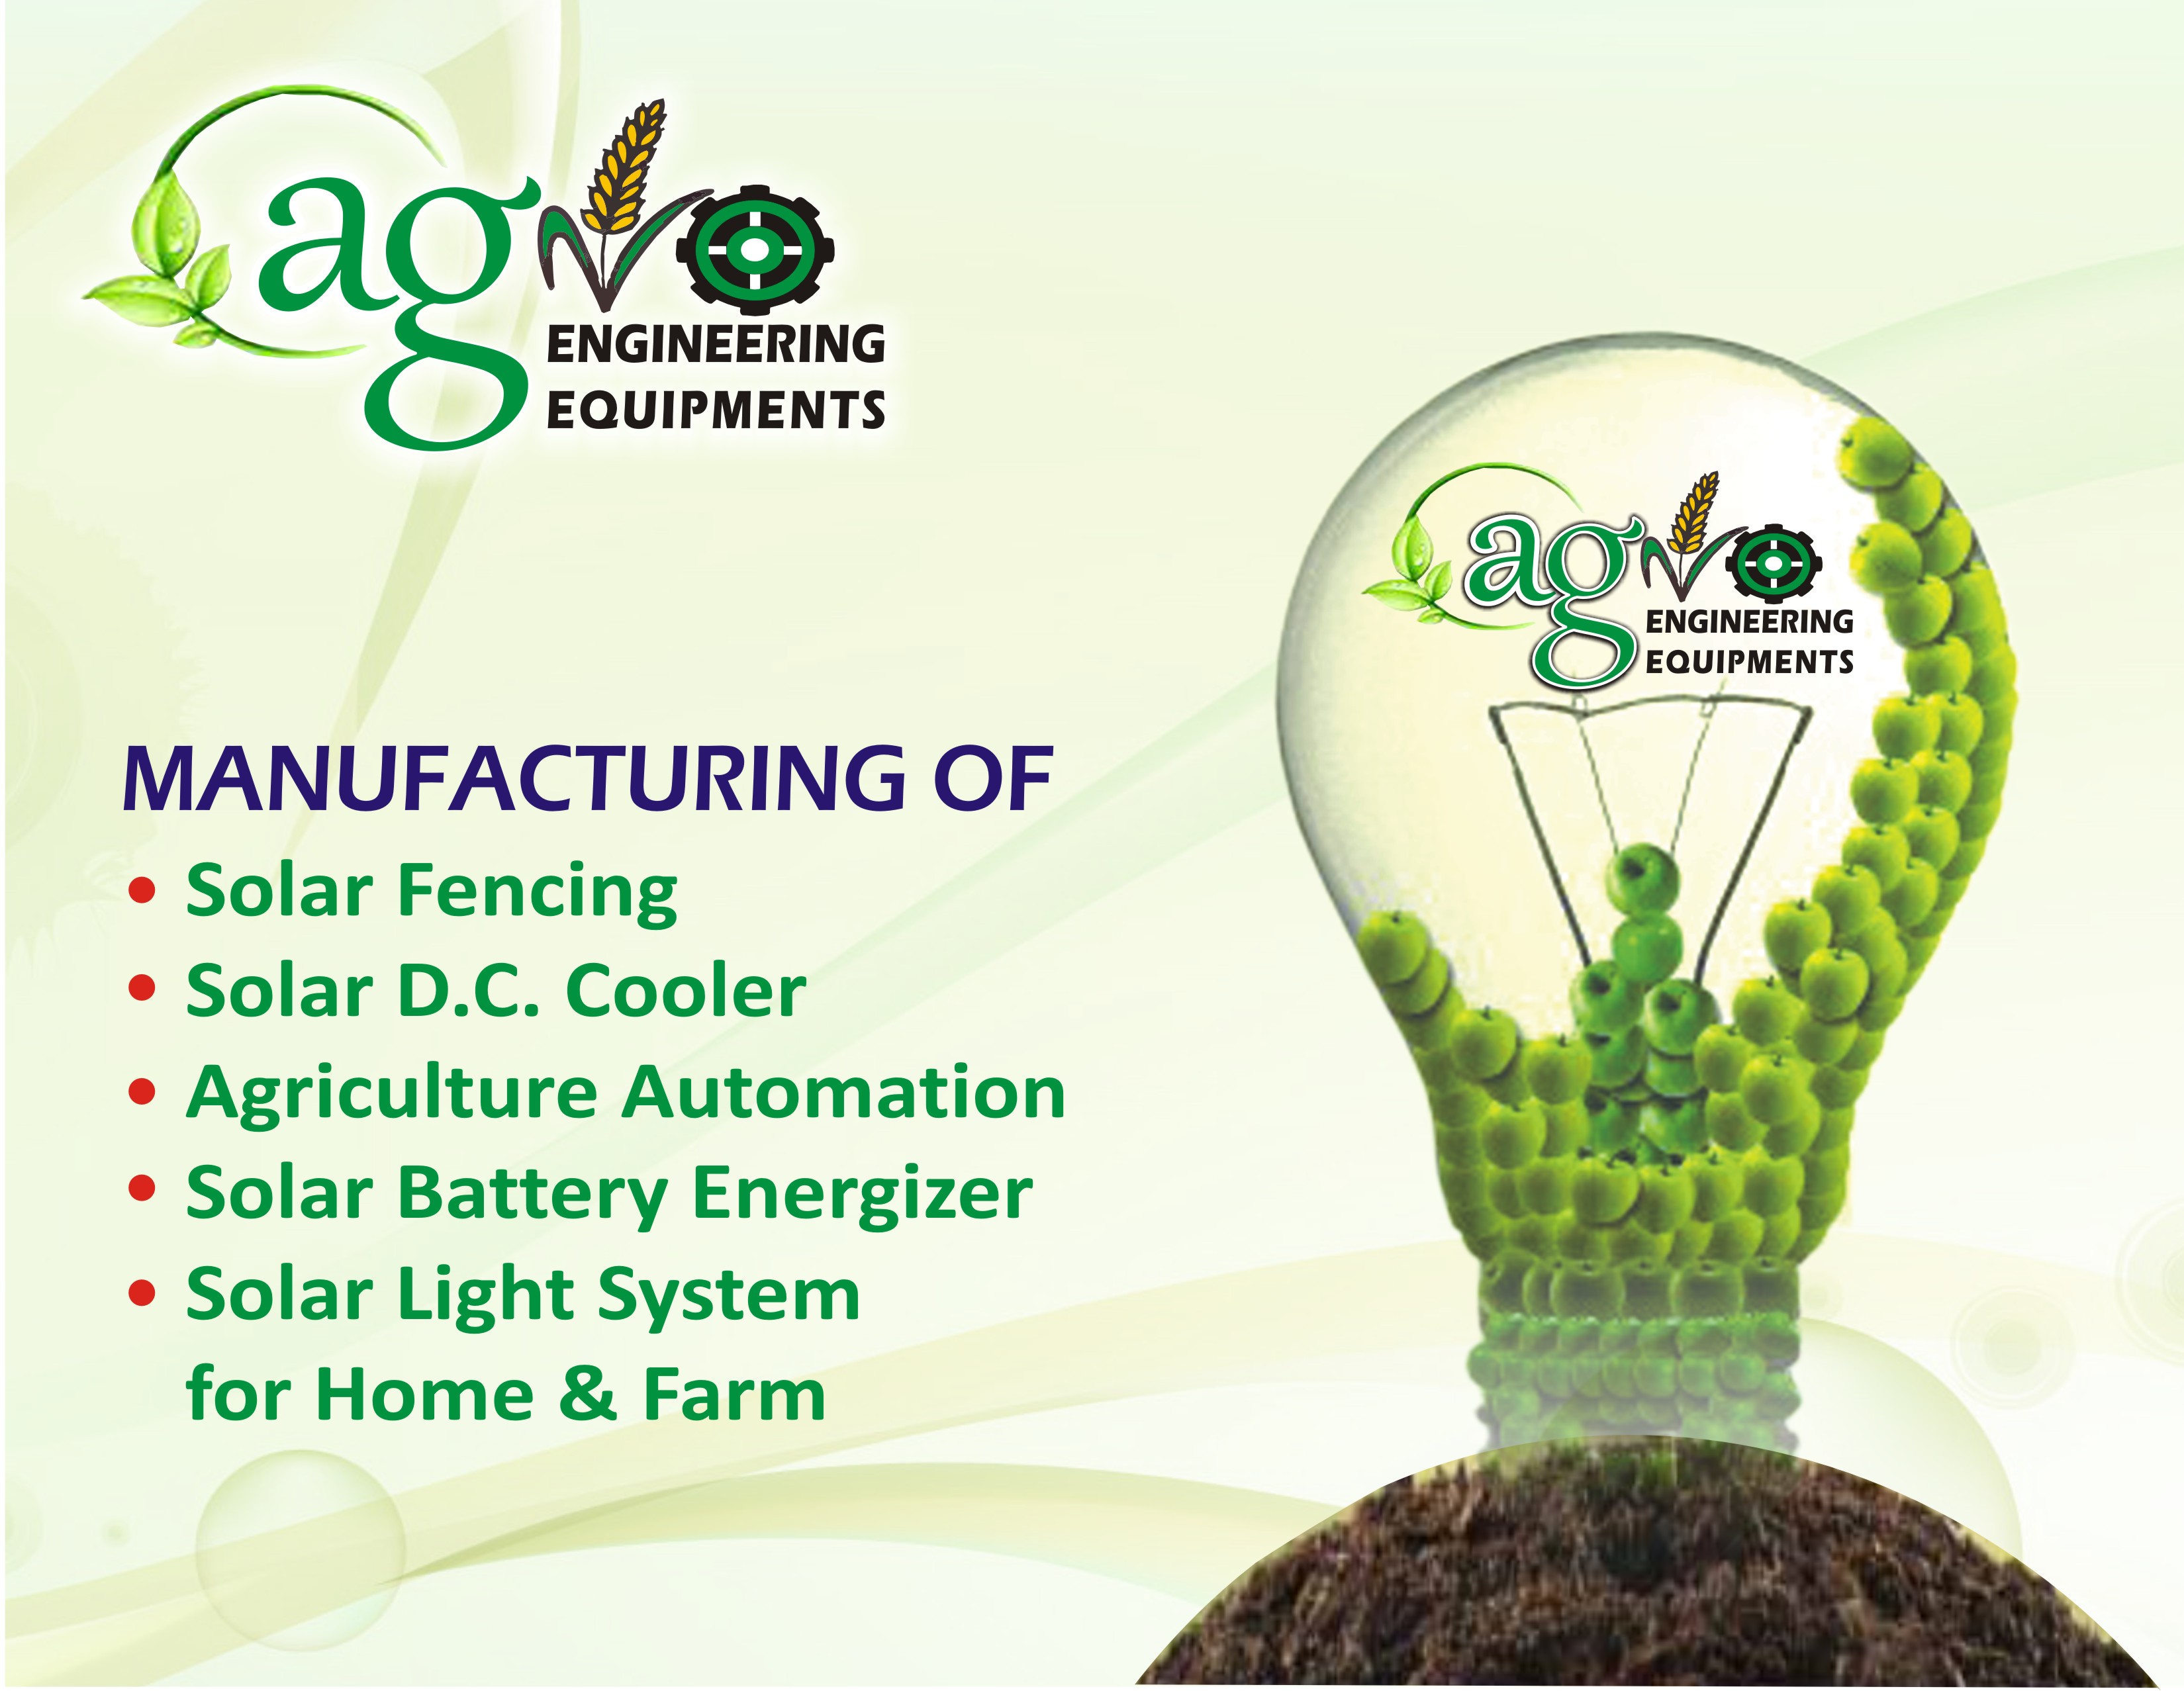 agro
ENGINEERING
EQUIPMENTS
agro
ENGINEERING
EQUIPMENTS
MANUFACTURING OF
• Solar Fencing
• Solar D.C. Cooler
• Agriculture Automation
• Solar Battery Energizer
• Solar Light System
for Home & Farm